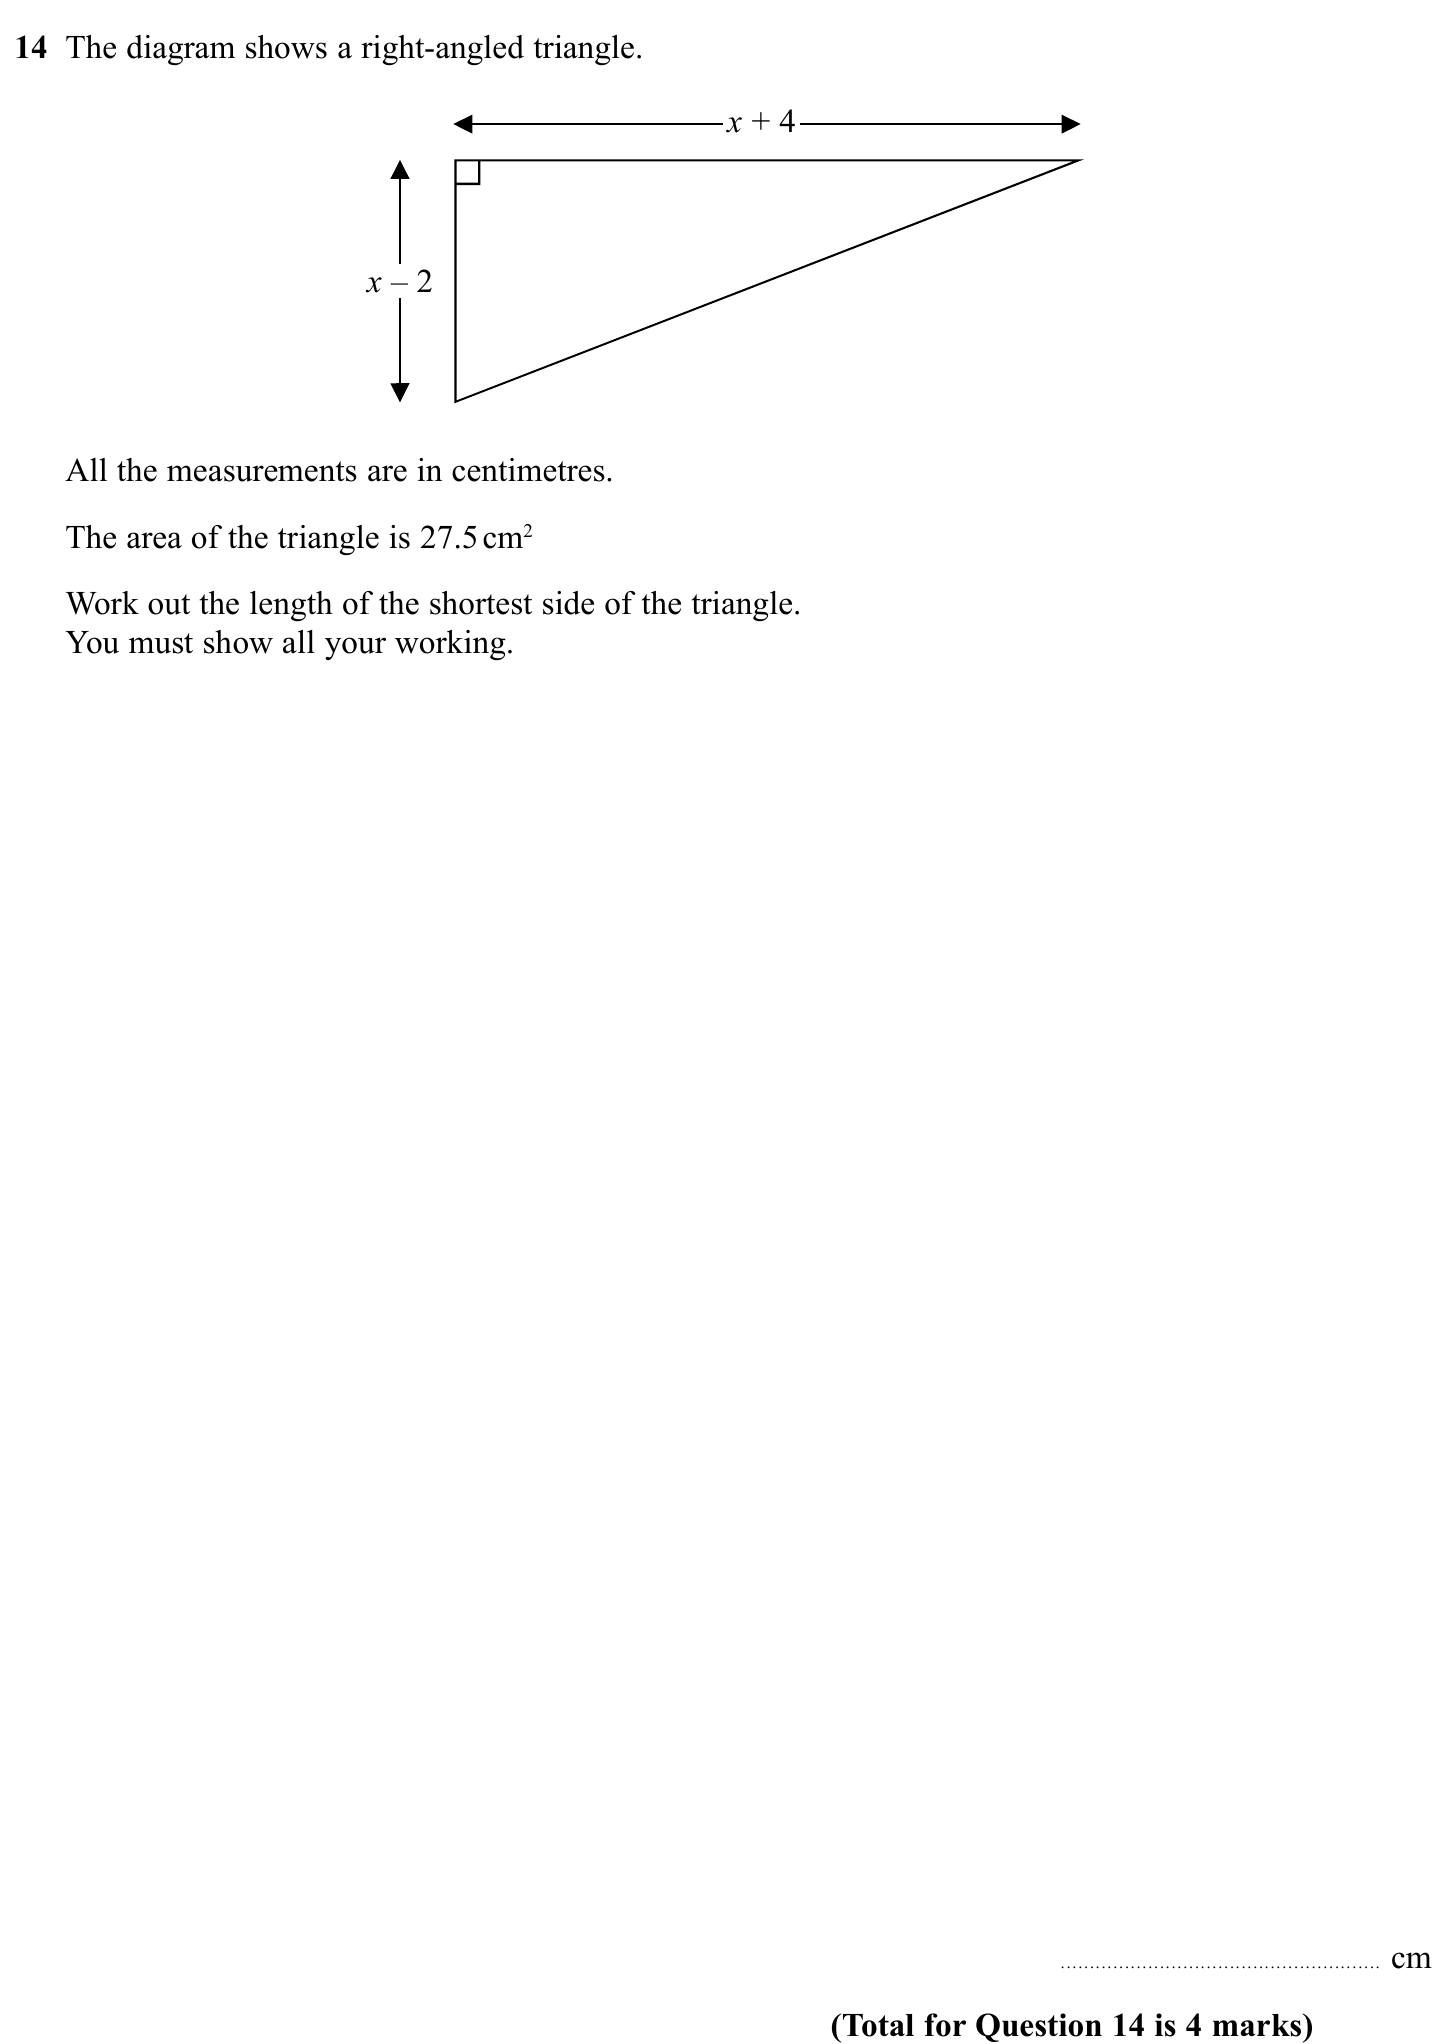 14 The diagram shows a right-angled triangle.
x + 4
x – 2
All the measurements are in centimetres.
The area of the triangle is 27.5 cm²
Work out the length of the shortest side of the triangle.
You must show all your working.
...................................................... cm
(Total for Question 14 is 4 marks)